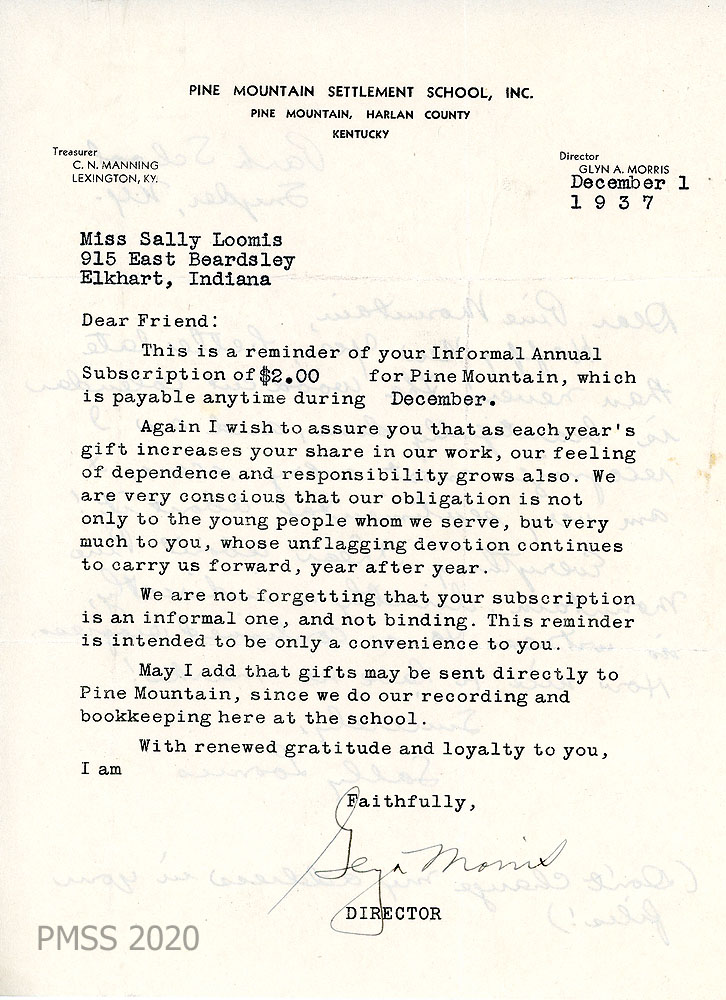 PINE MOUNTAIN SETTLEMENT SCHOOL, INC.
PINE MOUNTAIN, HARLAN COUNTY
KENTUCKY
Treasurer
C. N. MANNING
LEXINGTON, KY.
Director
GLYN A. MORRIS
December 1
1 9 3 7
Miss Sally Loomis
915 East Beardsley
Elkhart, Indiana
Dear Friend:
This is a reminder of your Informal Annual
Subscription of $2.00 for Pine Mountain, which
is payable anytime during December.
Again I wish to assure you that as each year's
gift increases your share in our work, our feeling
of dependence and responsibility grows also. We
are very conscious that our obligation is not
only to the young people whom we serve, but very
much to you, whose unflagging devotion continues
to carry us forward, year after year.
We are not forgetting that your subscription
is an informal one, and not binding. This reminder
is intended to be only a convenience to you.
May I add that gifts may be sent directly to
Pine Mountain, since we do our recording and
bookkeeping here at the school.
With renewed gratitude and loyalty to you,
I am
Faithfully,
Morris
DIRECTOR
PMSS 2020